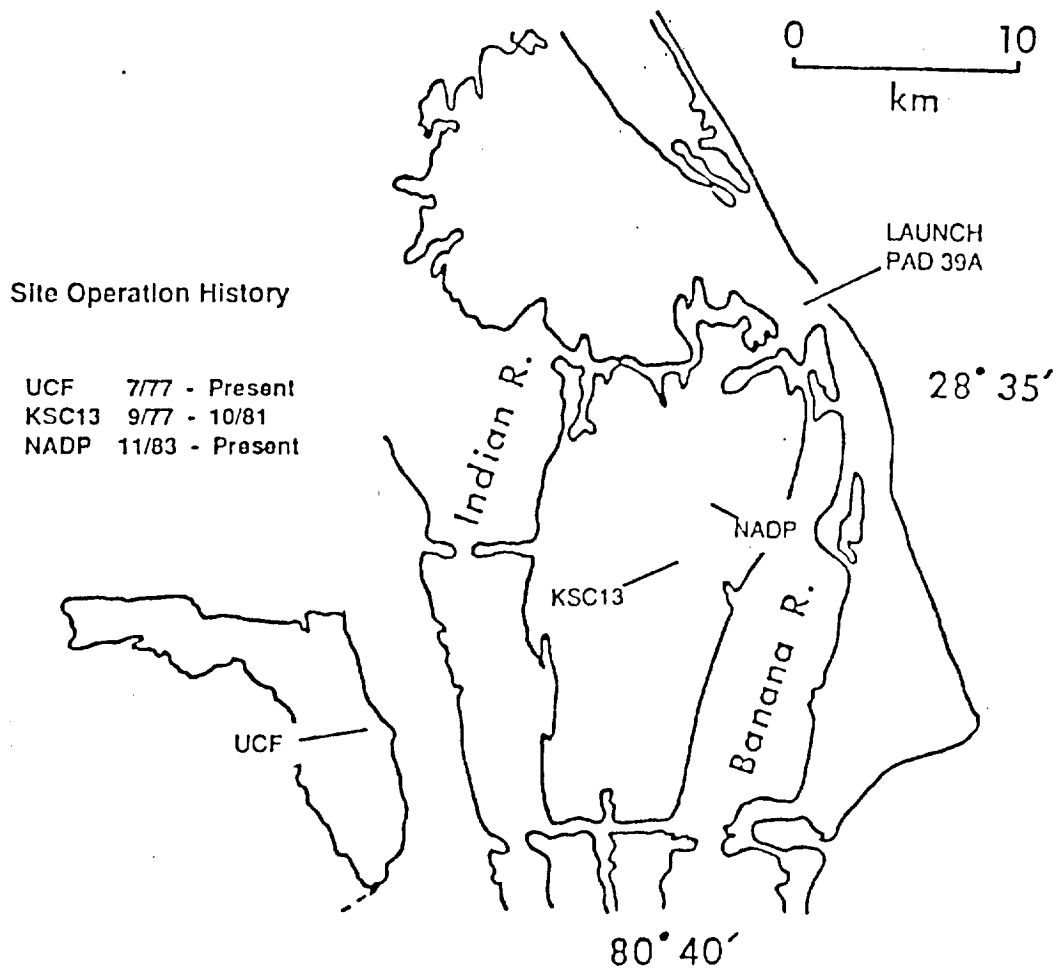 0 10
km
LAUNCH
PAD 39A
Site Operation History
28° 35′
UCF 7/77 - Present
KSC13 9/77 - 10/81
NADP 11/83 - Present
Indian R.
NADP
KSC13
Banana R.
UCF
80° 40′